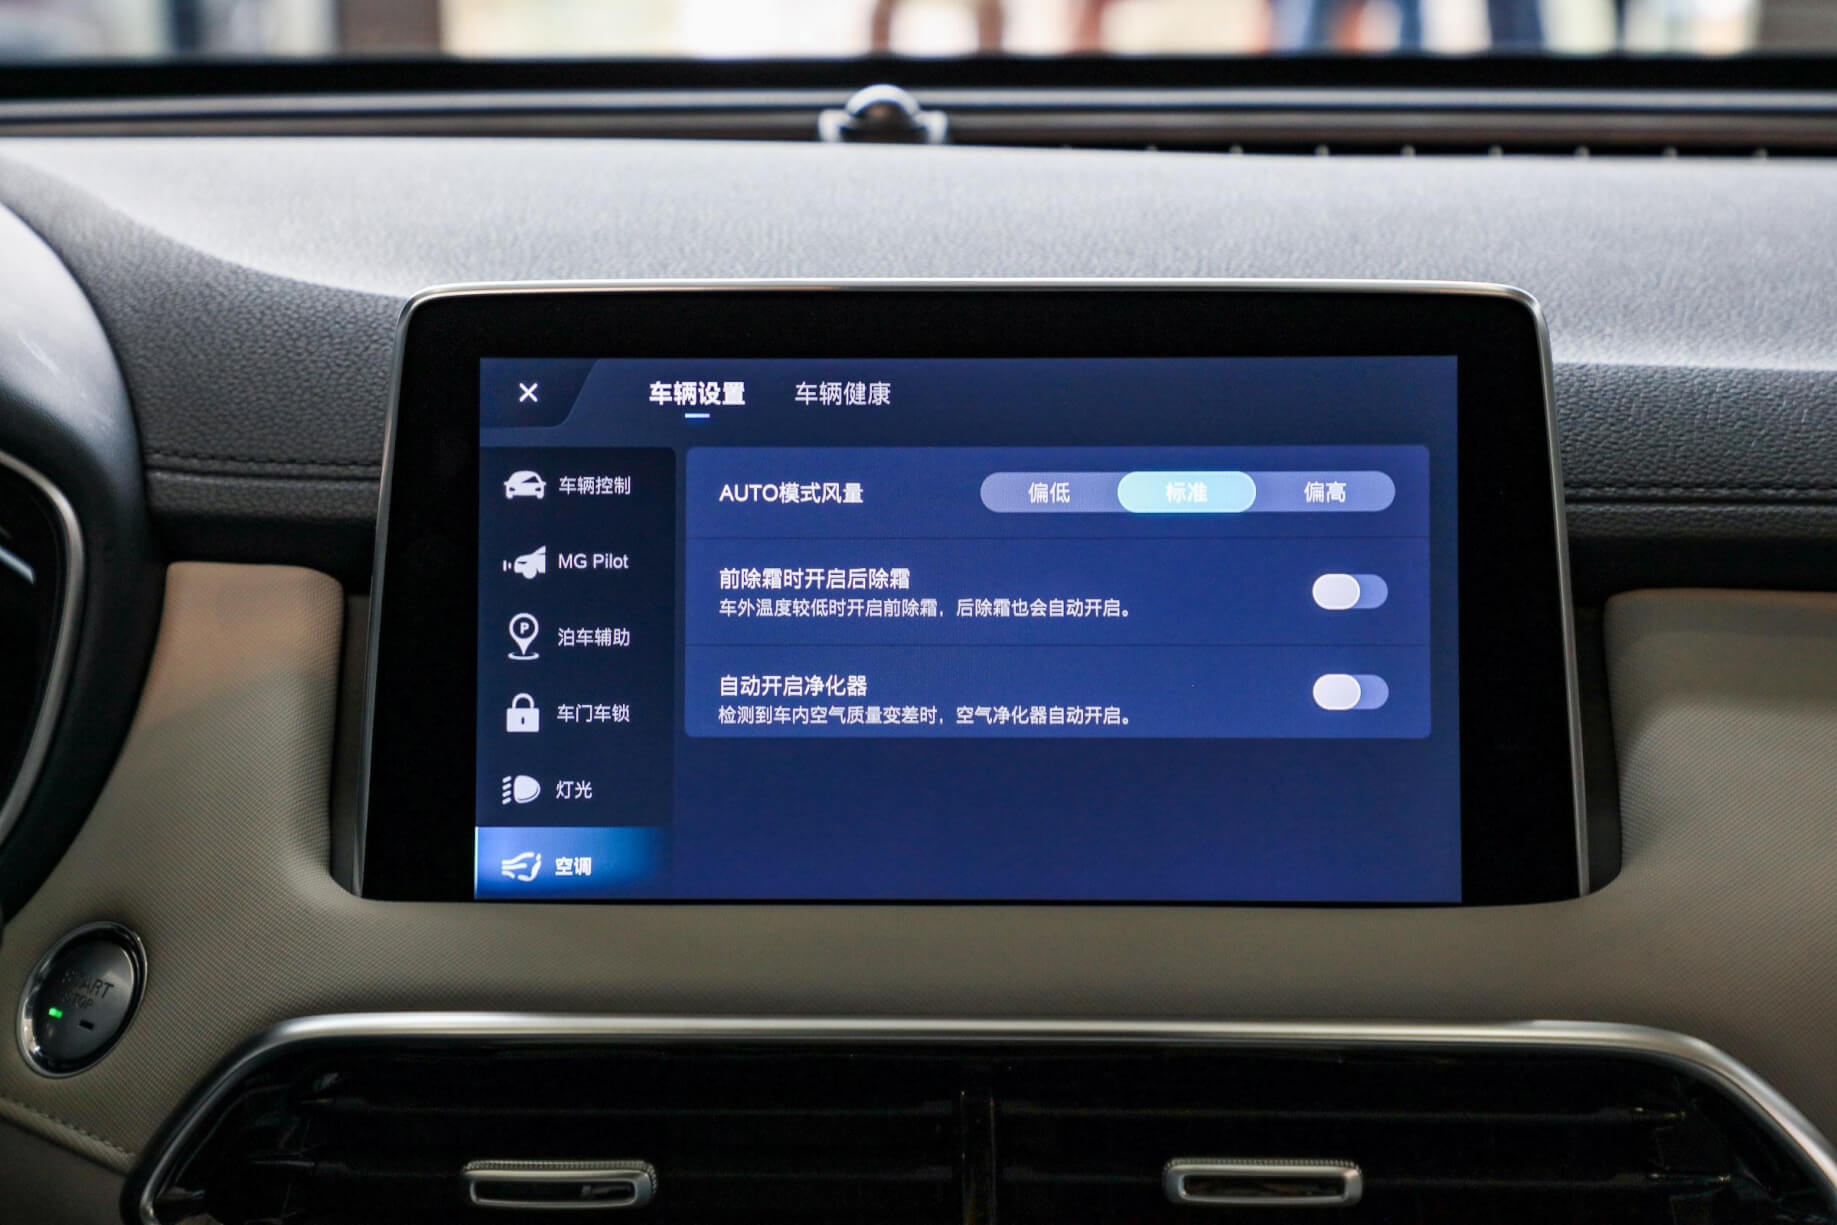 车辆设置 车辆健康
车辆控制
MG Pilot
泊车辅助
车门车锁
灯光
空调
AUTO模式风量 偏低 标准 偏高
前除霜时开启后除霜
车外温度较低时开启前除霜，后除霜也会自动开启。
自动开启净化器
检测到车内空气质量变差时，空气净化器自动开启。
P
START
STOP